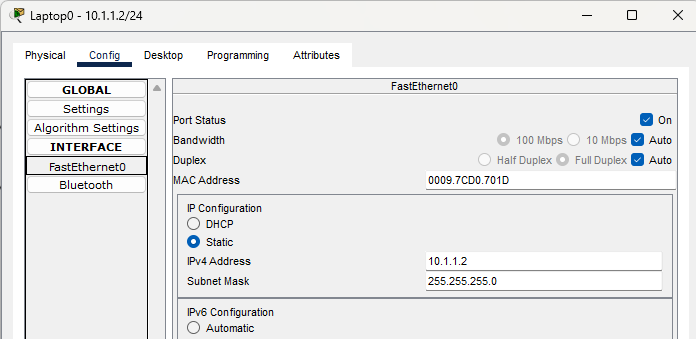 Laptop0 - 10.1.1.2/24
Physical Config Desktop Programming Attributes
GLOBAL
Settings
Algorithm Settings
INTERFACE
FastEthernet0
Bluetooth
FastEthernet0
Port Status On
Bandwidth 100 Mbps 10 Mbps Auto
Duplex Half Duplex Full Duplex Auto
MAC Address 0009.7CD0.701D
IP Configuration
DHCP
Static
IPv4 Address 10.1.1.2
Subnet Mask 255.255.255.0
IPv6 Configuration
Automatic